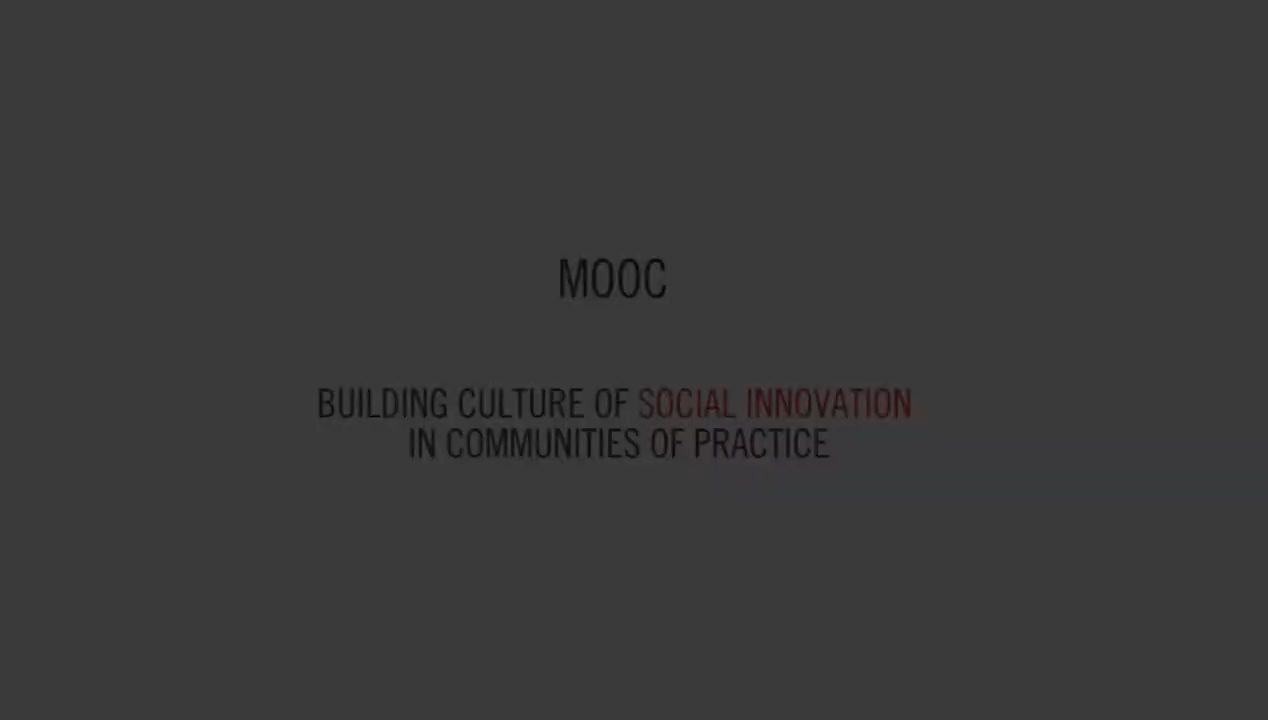 MOOC
BUILDING CULTURE OF SOCIAL INNOVATION
IN COMMUNITIES OF PRACTICE